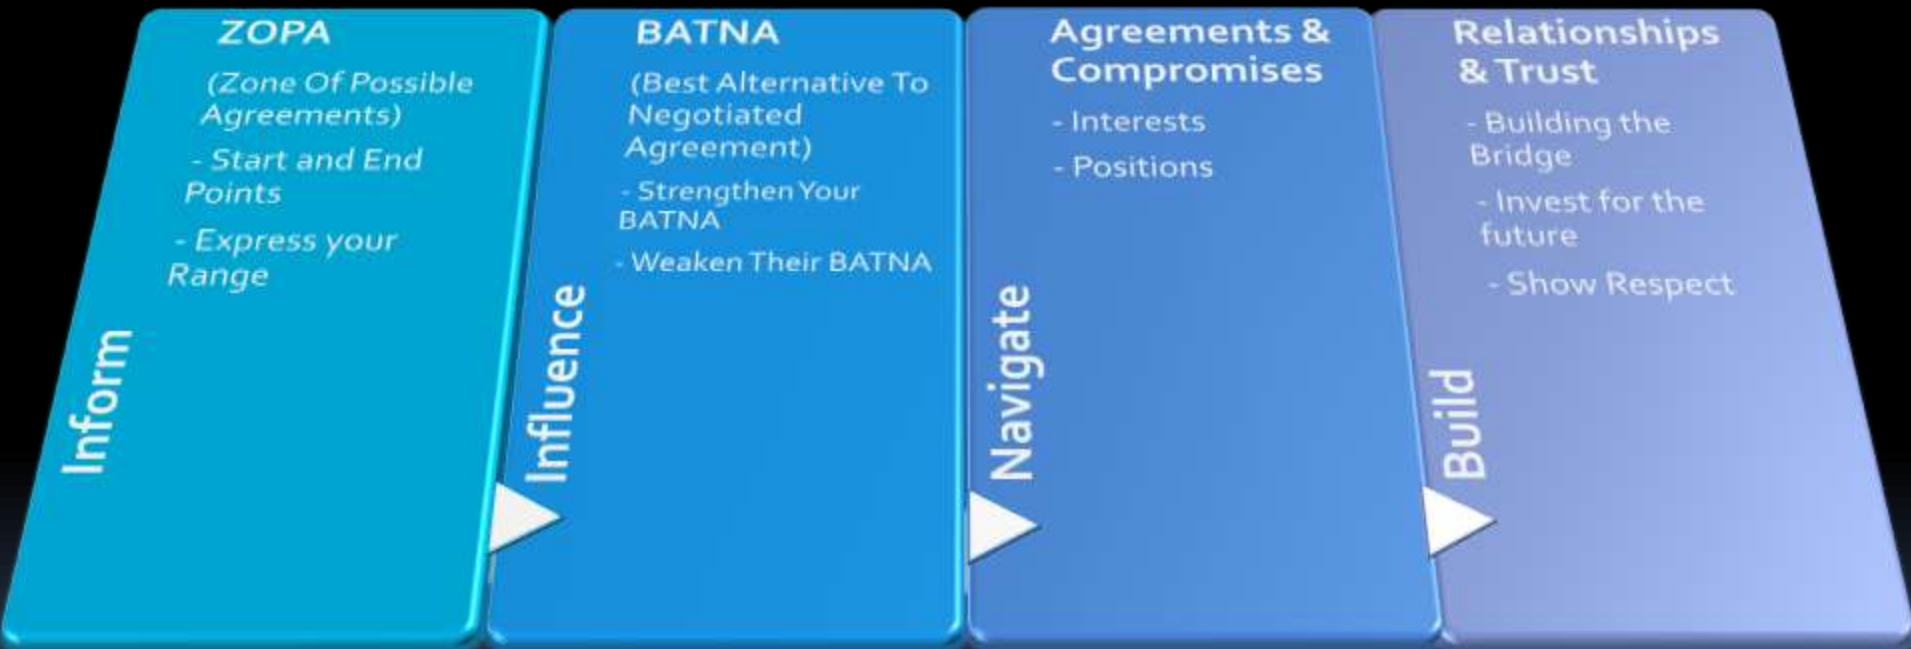 Inform
ZOPA
(Zone Of Possible
Agreements)
- Start and End
Points
- Express your
Range
Influence
BATNA
(Best Alternative To
Negotiated
Agreement)
- Strengthen Your
BATNA
- Weaken Their BATNA
Navigate
Agreements &
Compromises
- Interests
- Positions
Build
Relationships
& Trust
- Building the
Bridge
- Invest for the
future
- Show Respect